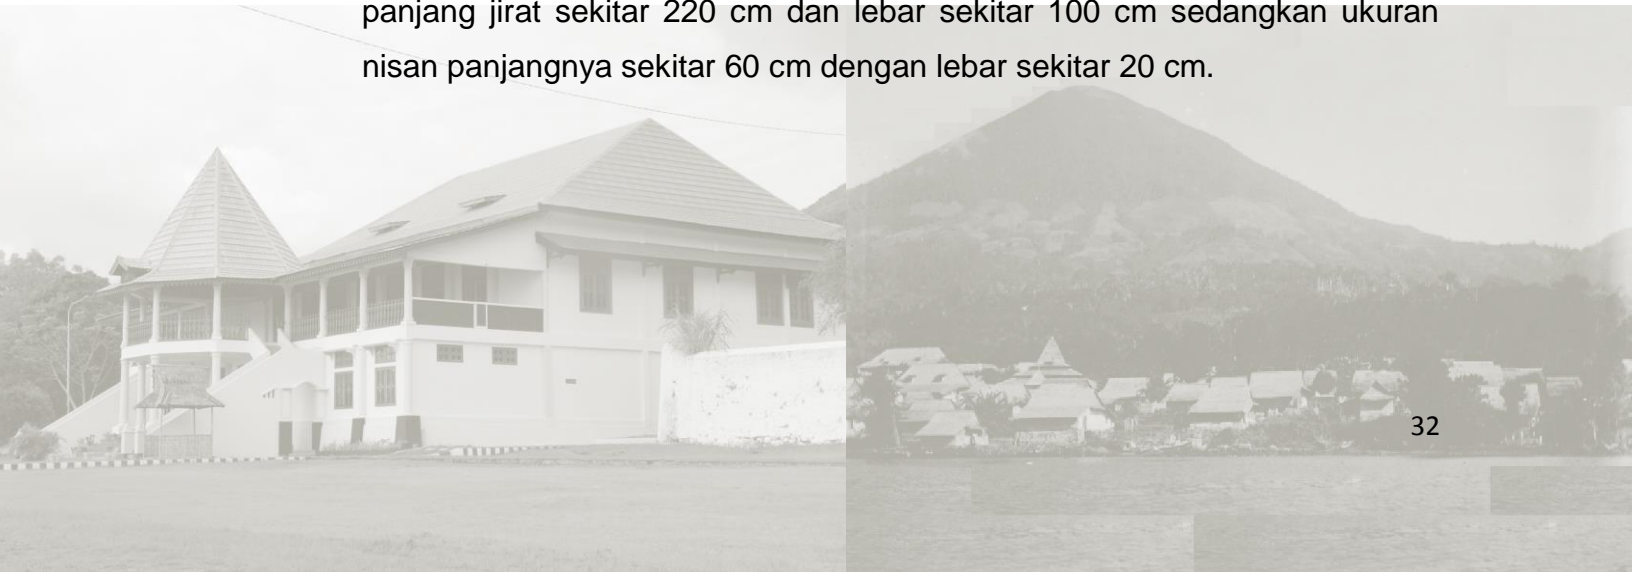 panjang jirat sekitar 220 cm dan lebar sekitar 100 cm sedangkan ukuran
nisan panjangnya sekitar 60 cm dengan lebar sekitar 20 cm.
32